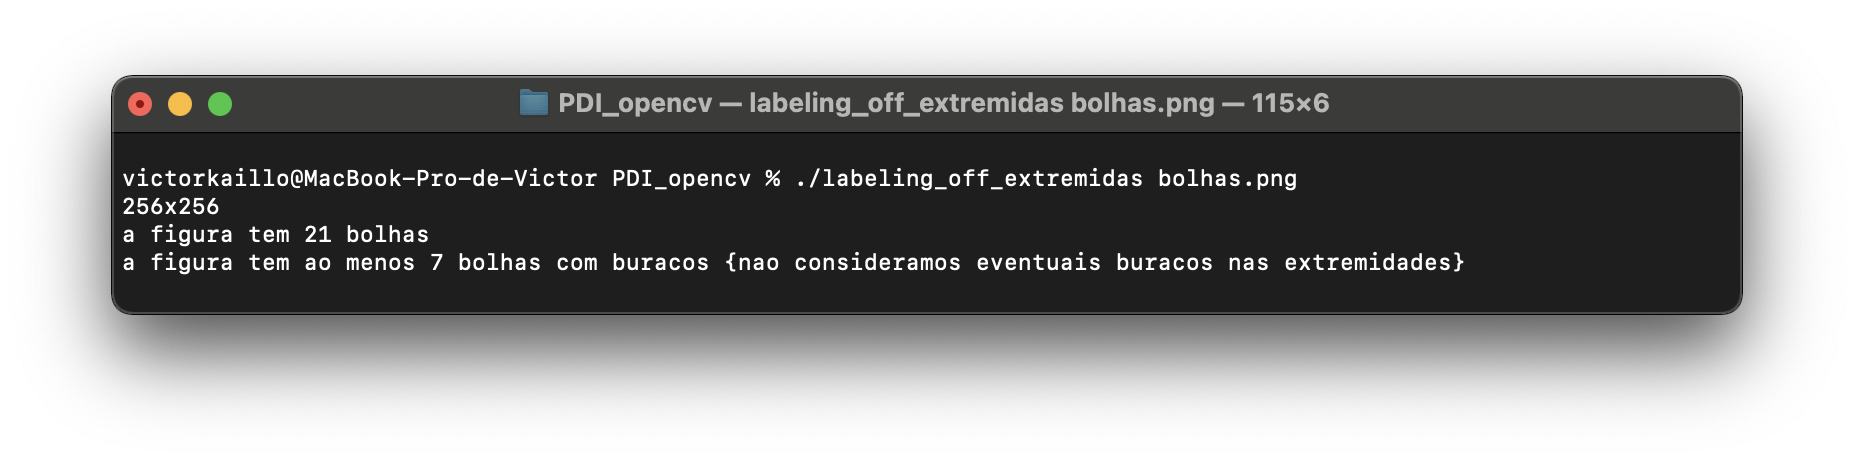 PDI_opencv — labeling_off_extremidas bolhas.png — 115×6
victorkaillo@MacBook-Pro-de-Victor PDI_opencv % ./labeling_off_extremidas bolhas.png
256x256
a figura tem 21 bolhas
a figura tem ao menos 7 bolhas com buracos {nao consideramos eventuais buracos nas extremidades}